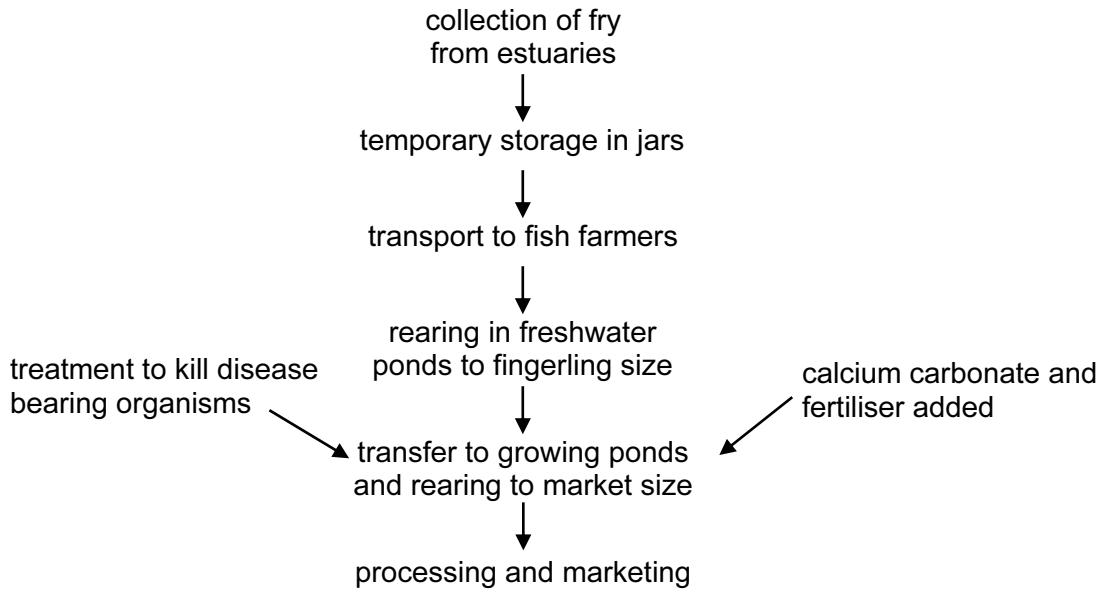 collection of fry
from estuaries
temporary storage in jars
transport to fish farmers
rearing in freshwater
ponds to fingerling size
treatment to kill disease
bearing organisms
calcium carbonate and
fertiliser added
transfer to growing ponds
and rearing to market size
processing and marketing